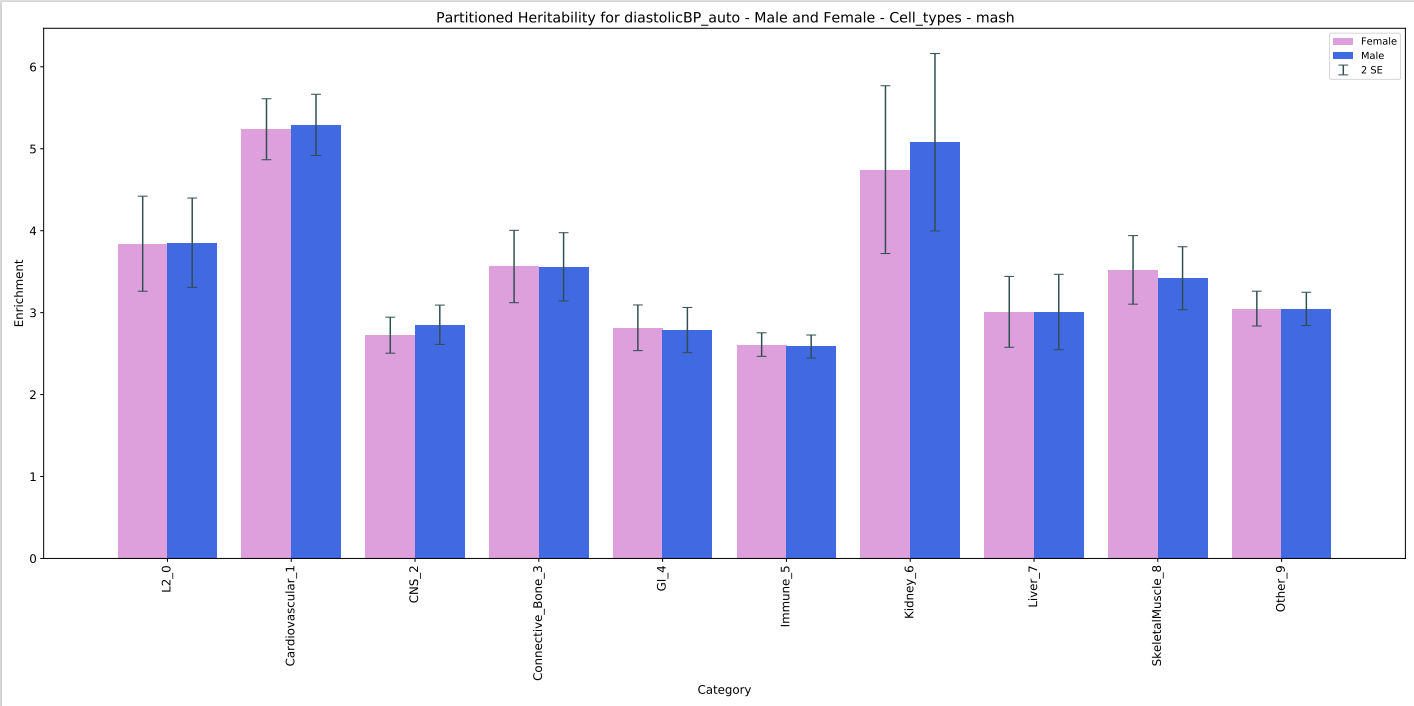 Partitioned Heritability for diastolicBP_auto - Male and Female - Cell_types - mash
Female
Male
2 SE
Enrichment
6
5
4
3
2
1
0
L2_0
Cardiovascular_1
CNS_2
Connective_Bone_3
GI_4
Immune_5
Kidney_6
Liver_7
SkeletalMuscle_8
Other_9
Category